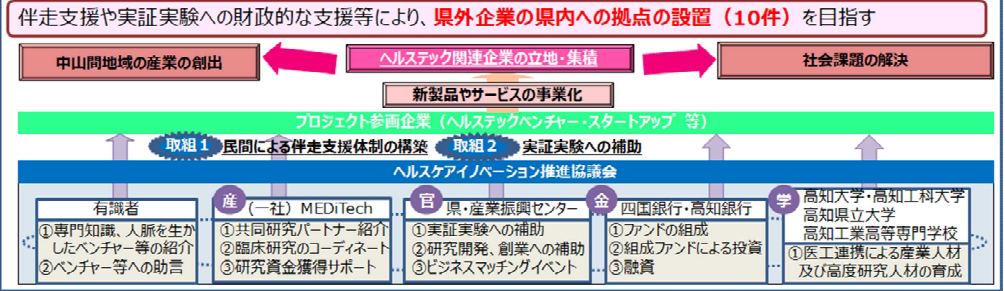 伴走支援や実証実験への財政的な支援等により、県外企業の県内への拠点の設置（10件）を目指す
中山間地域の産業の創出
ヘルステック関連企業の立地・集積
社会課題の解決
新製品やサービスの事業化
プロジェクト参画企業（ヘルステックベンチャー・スタートアップ 等）
取組1 民間による伴走支援体制の構築
取組2 実証実験への補助
ヘルスケアイノベーション推進協議会
有識者
①専門知識、人脈を生か
したベンチャー等の紹介
②ベンチャー等への助言
産
（一社）MEDiTech
①共同研究パートナー紹介
②臨床研究のコーディネート
③研究資金獲得サポート
官
県・産業振興センター
①実証実験への補助
②研究開発、創業への補助
③ビジネスマッチングイベント
金
四国銀行・高知銀行
①ファンドの組成
②組成ファンドによる投資
③融資
学
高知大学・高知工科大学
高知県立大学
高知工業高等専門学校
①医工連携による産業人材
及び高度研究人材の育成